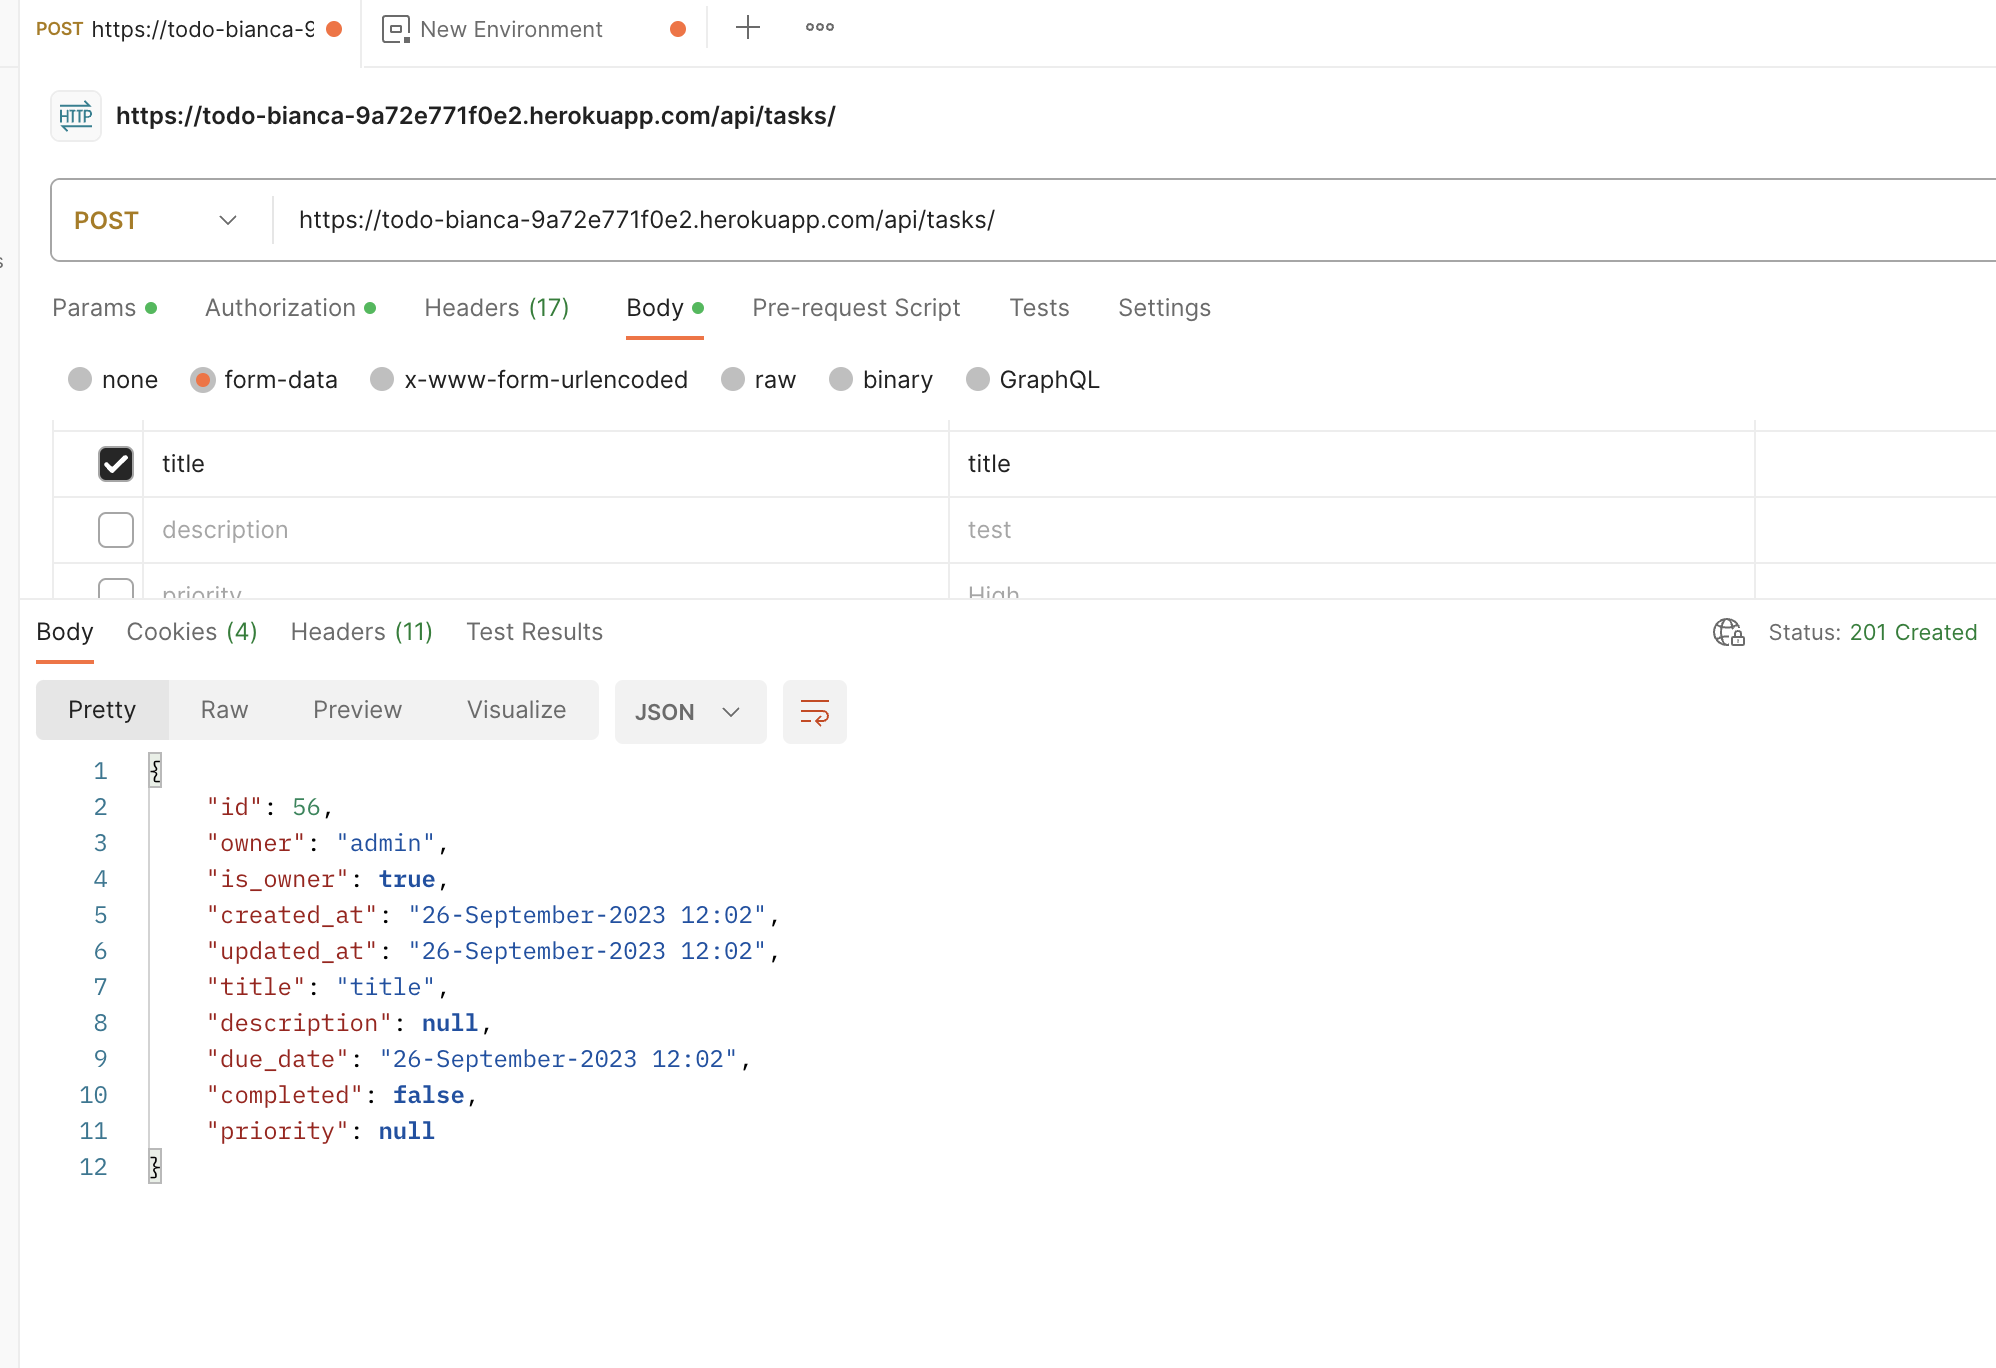 POST https://todo-bianca-9
New Environment
HTTP https://todo-bianca-9a72e771f0e2.herokuapp.com/api/tasks/
POST https://todo-bianca-9a72e771f0e2.herokuapp.com/api/tasks/
s
Params Authorization Headers (17) Body Pre-request Script Tests Settings
none form-data x-www-form-urlencoded raw binary GraphQL
title title
description test
priority High
Body Cookies (4) Headers (11) Test Results Status: 201 Created
Pretty Raw Preview Visualize JSON
1 {
2 "id": 56,
3 "owner": "admin",
4 "is_owner": true,
5 "created_at": "26-September-2023 12:02",
6 "updated_at": "26-September-2023 12:02",
7 "title": "title",
8 "description": null,
9 "due_date": "26-September-2023 12:02",
10 "completed": false,
11 "priority": null
12 }